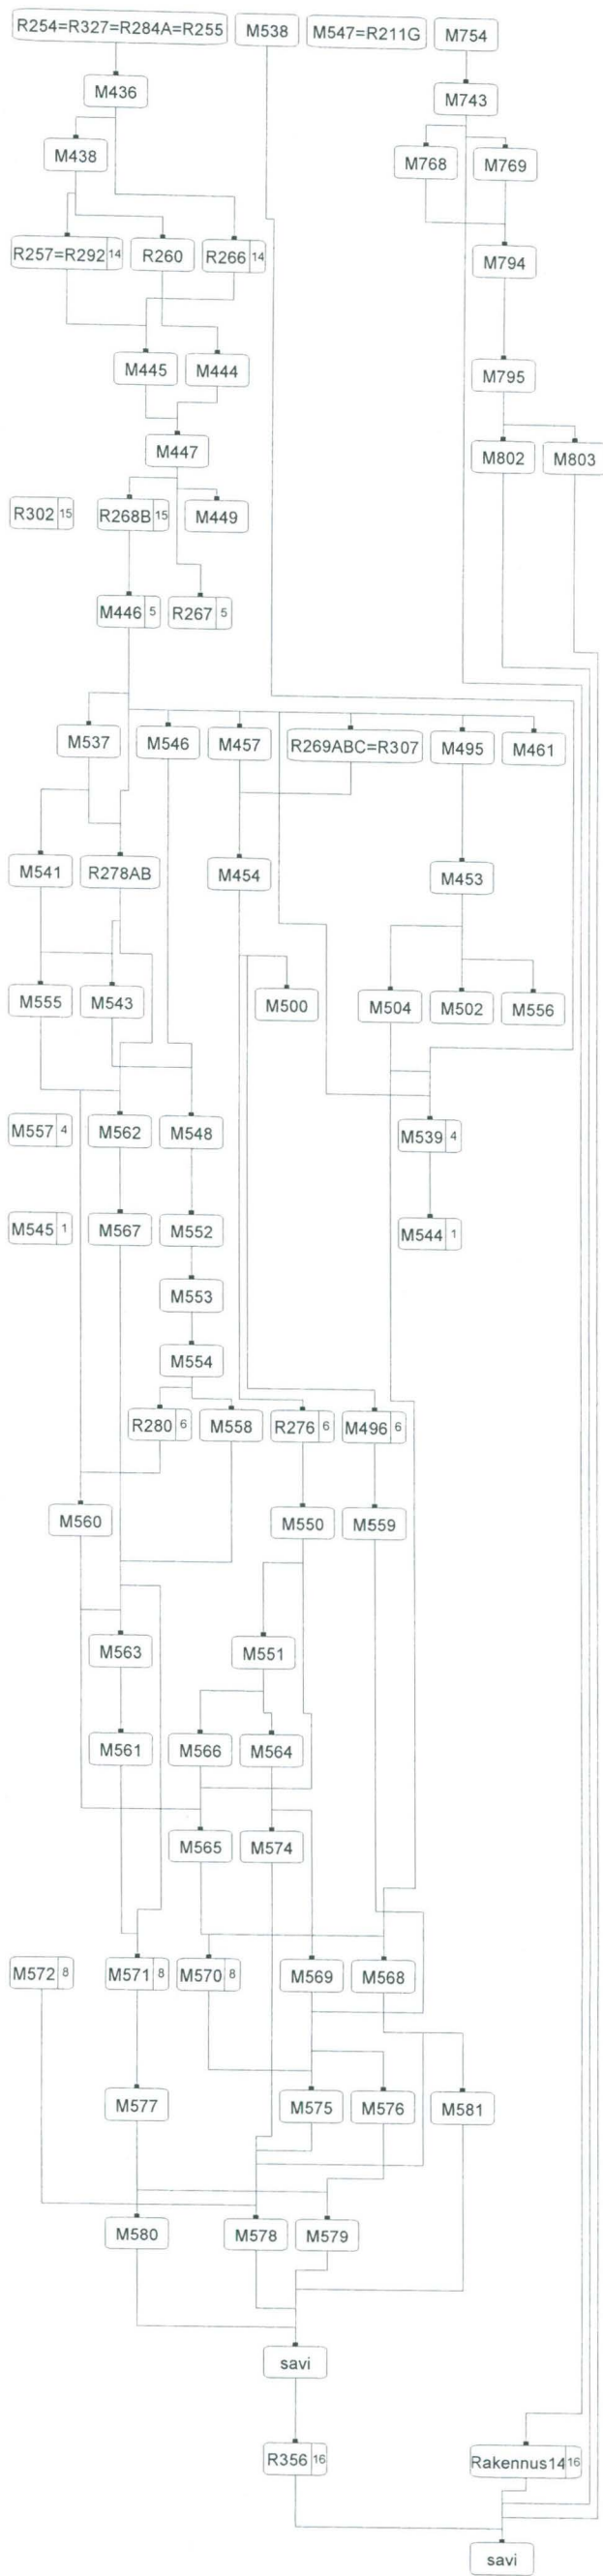 R254=R327=R284A=R255 M538 M547=R211G M754
M436 M743
M438 M768 M769
R257=R292 14 R260 R266 14 M794
M445 M444 M795
M447 M802 M803
R302 15 R268B 15 M449
M446 5 R267 5
M537 M546 M457 R269ABC=R307 M495 M461
M541 R278AB M454 M453
M555 M543 M500 M504 M502 M556
M557 4 M562 M548 M539 4
M545 1 M567 M552 M544 1
M553
M554
R280 6 M558 R276 6 M496 6
M560 M550 M559
M563 M551
M561 M566 M564
M565 M574
M572 8 M571 8 M570 8 M569 M568
M577 M575 M576 M581
M580 M578 M579
savi
R356 16 Rakennus14 16
savi